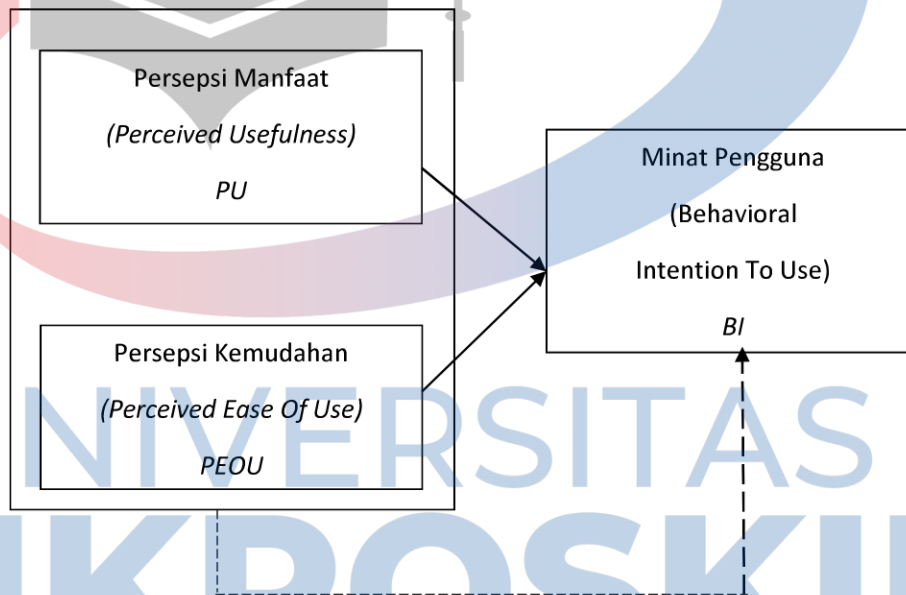 Persepsi Manfaat
(Perceived Usefulness)
PU
Minat Pengguna
(Behavioral
Intention To Use)
BI
Persepsi Kemudahan
(Perceived Ease Of Use)
PEOU
NIVERSITAS
IKROSKIL